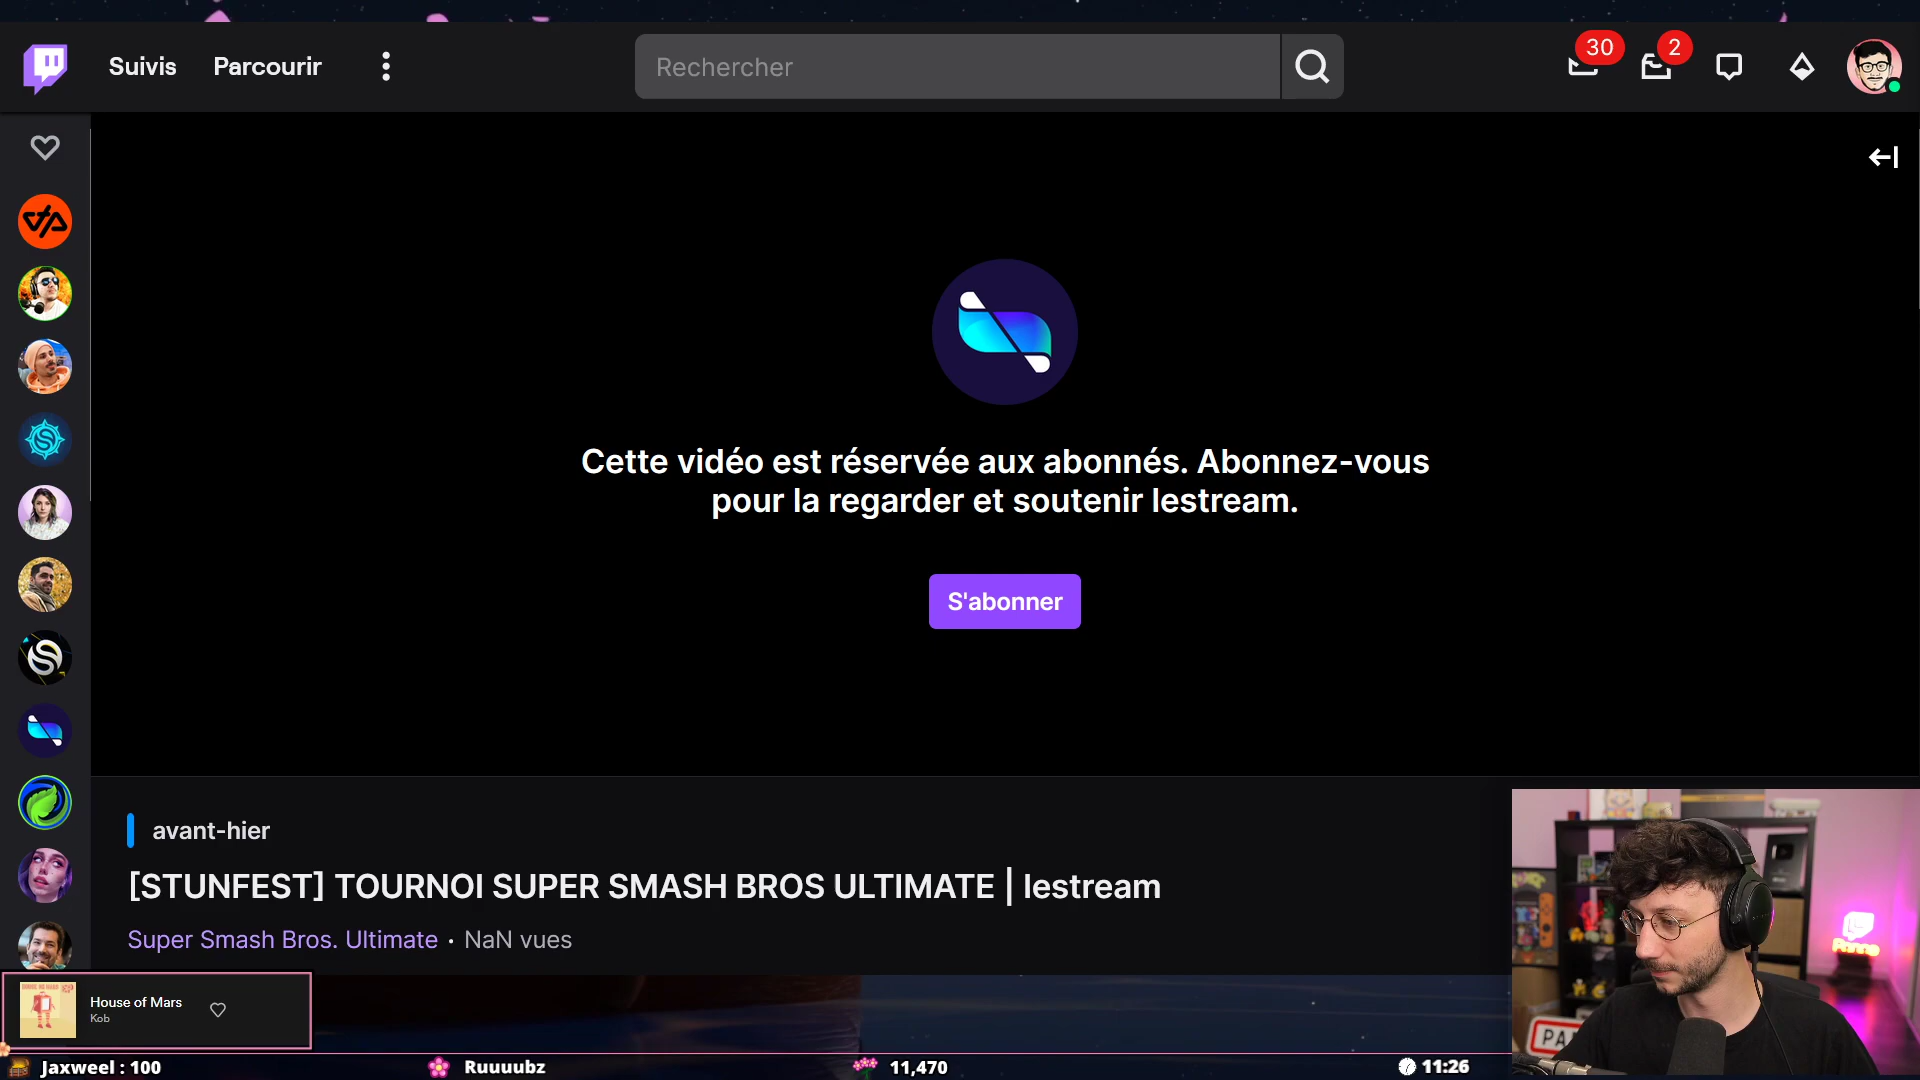 Suivis
Parcourir
Rechercher
30
2
Cette vidéo est réservée aux abonnés. Abonnez-vous
pour la regarder et soutenir lestream.
S'abonner
avant-hier
[STUNFEST] TOURNOI SUPER SMASH BROS ULTIMATE | lestream
Super Smash Bros. Ultimate • NaN vues
House of Mars
Kob
PA
Jaxweel : 100
Ruuuubz
11,470
11:26